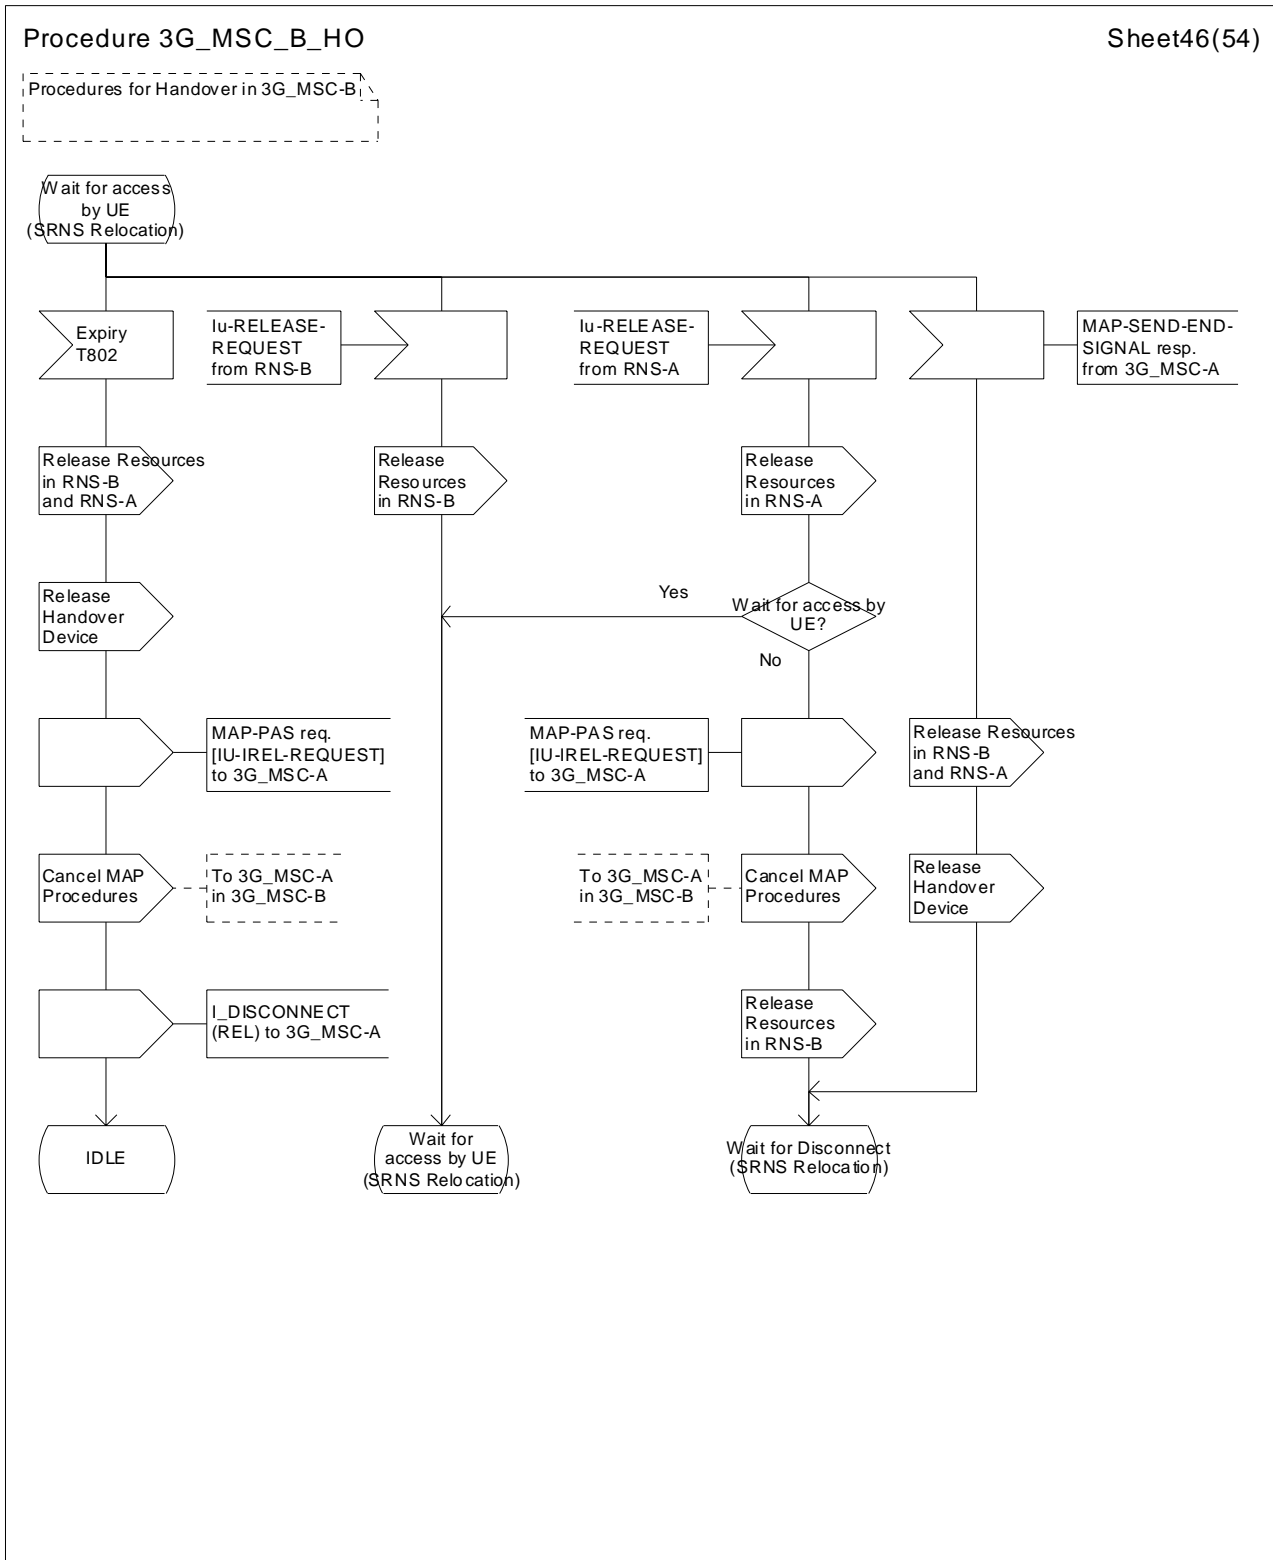 Procedure 3G_MSC_B_HO
Sheet46(54)
Procedures for Handover in 3G_MSC-B
Wait for access
by UE
(SRNS Relocation)
Expiry
T802
Iu-RELEASE-
REQUEST
from RNS-B
Iu-RELEASE-
REQUEST
from RNS-A
MAP-SEND-END-
SIGNAL resp.
from 3G_MSC-A
Release Resources
in RNS-B
and RNS-A
Release
Resources
in RNS-B
Release
Resources
in RNS-A
Release
Handover
Device
Yes
Wait for access by
UE?
No
MAP-PAS req.
[IU-IREL-REQUEST]
to 3G_MSC-A
MAP-PAS req.
[IU-IREL-REQUEST]
to 3G_MSC-A
Release Resources
in RNS-B
and RNS-A
Cancel MAP
Procedures
To 3G_MSC-A
in 3G_MSC-B
To 3G_MSC-A
in 3G_MSC-B
Cancel MAP
Procedures
Release
Handover
Device
I_DISCONNECT
(REL) to 3G_MSC-A
Release
Resources
in RNS-B
IDLE
Wait for
access by UE
(SRNS Relocation)
Wait for Disconnect
(SRNS Relocation)